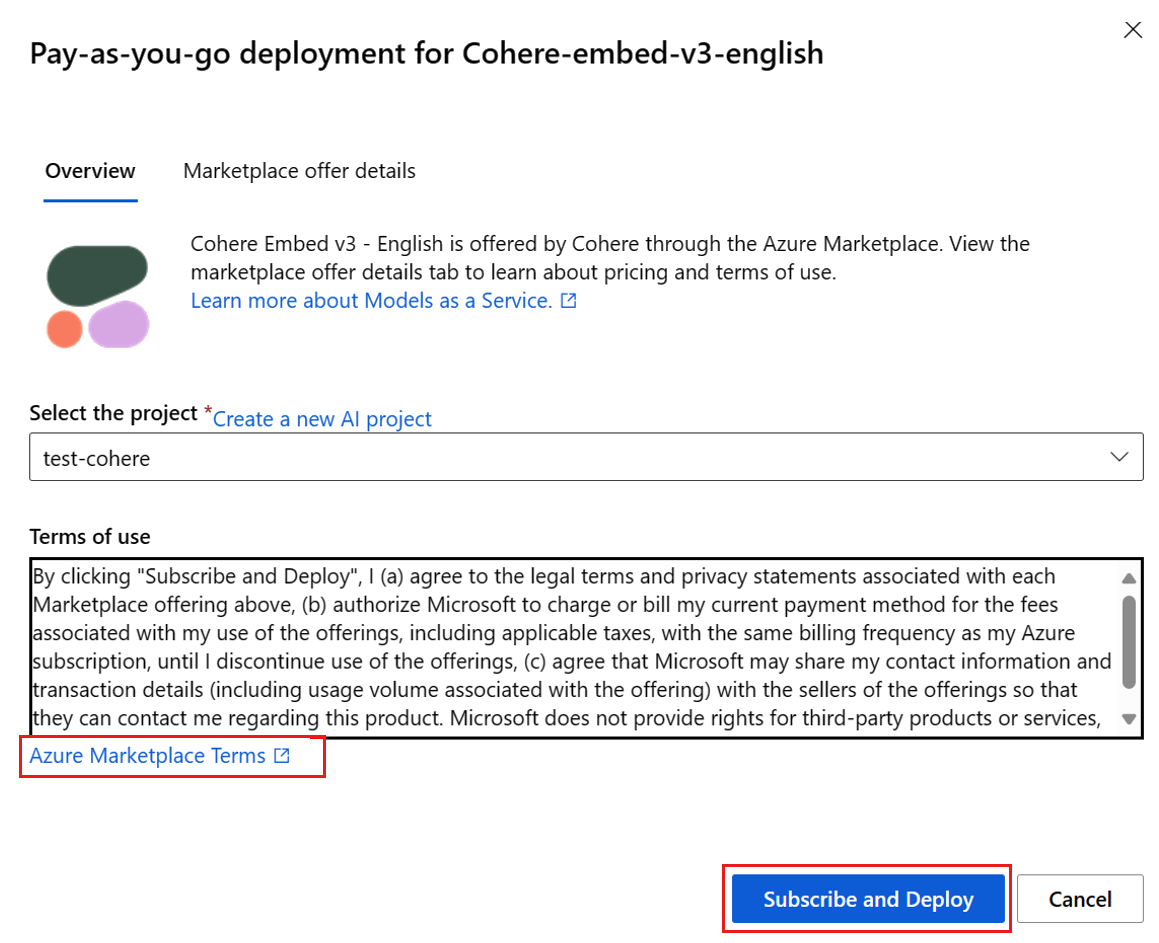 Pay-as-you-go deployment for Cohere-embed-v3-english
Overview
Marketplace offer details
Cohere Embed v3 - English is offered by Cohere through the Azure Marketplace. View the
marketplace offer details tab to learn about pricing and terms of use.
Learn more about Models as a Service.
Select the project *
Create a new AI project
test-cohere
Terms of use
By clicking "Subscribe and Deploy", I (a) agree to the legal terms and privacy statements associated with each
Marketplace offering above, (b) authorize Microsoft to charge or bill my current payment method for the fees
associated with my use of the offerings, including applicable taxes, with the same billing frequency as my Azure
subscription, until I discontinue use of the offerings, (c) agree that Microsoft may share my contact information and
transaction details (including usage volume associated with the offering) with the sellers of the offerings so that
they can contact me regarding this product. Microsoft does not provide rights for third-party products or services,
Azure Marketplace Terms
Subscribe and Deploy
Cancel